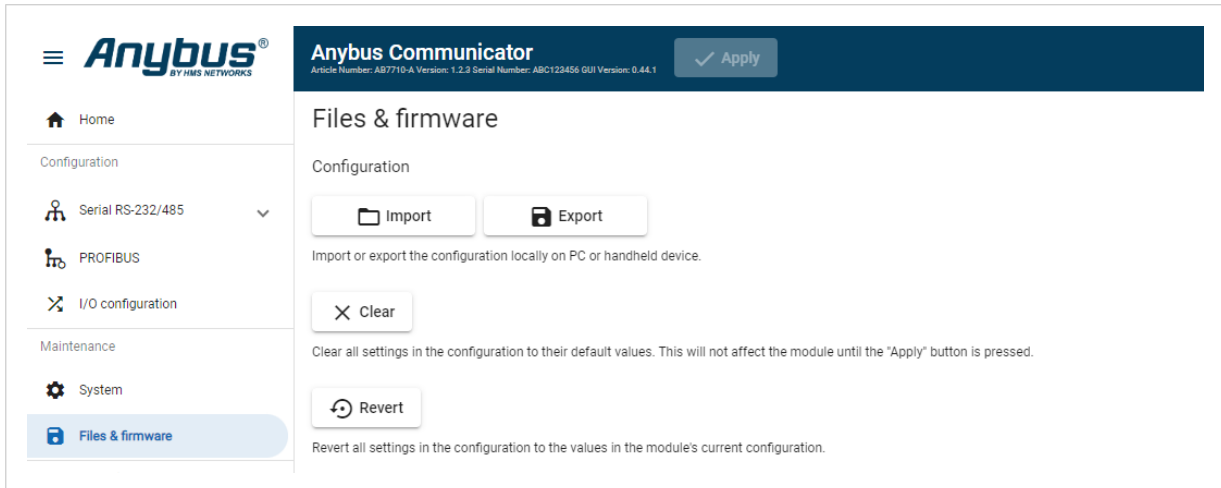 Anybus®
BY HMS NETWORKS
Anybus Communicator
Article Number: AB7710-A Version: 1.2.3 Serial Number: ABC123456 GUI Version: 0.44.1
Apply
Home
Configuration
Serial RS-232/485
PROFIBUS
I/O configuration
Maintenance
System
Files & firmware
Files & firmware
Configuration
Import
Export
Import or export the configuration locally on PC or handheld device.
Clear
Clear all settings in the configuration to their default values. This will not affect the module until the "Apply" button is pressed.
Revert
Revert all settings in the configuration to the values in the module's current configuration.